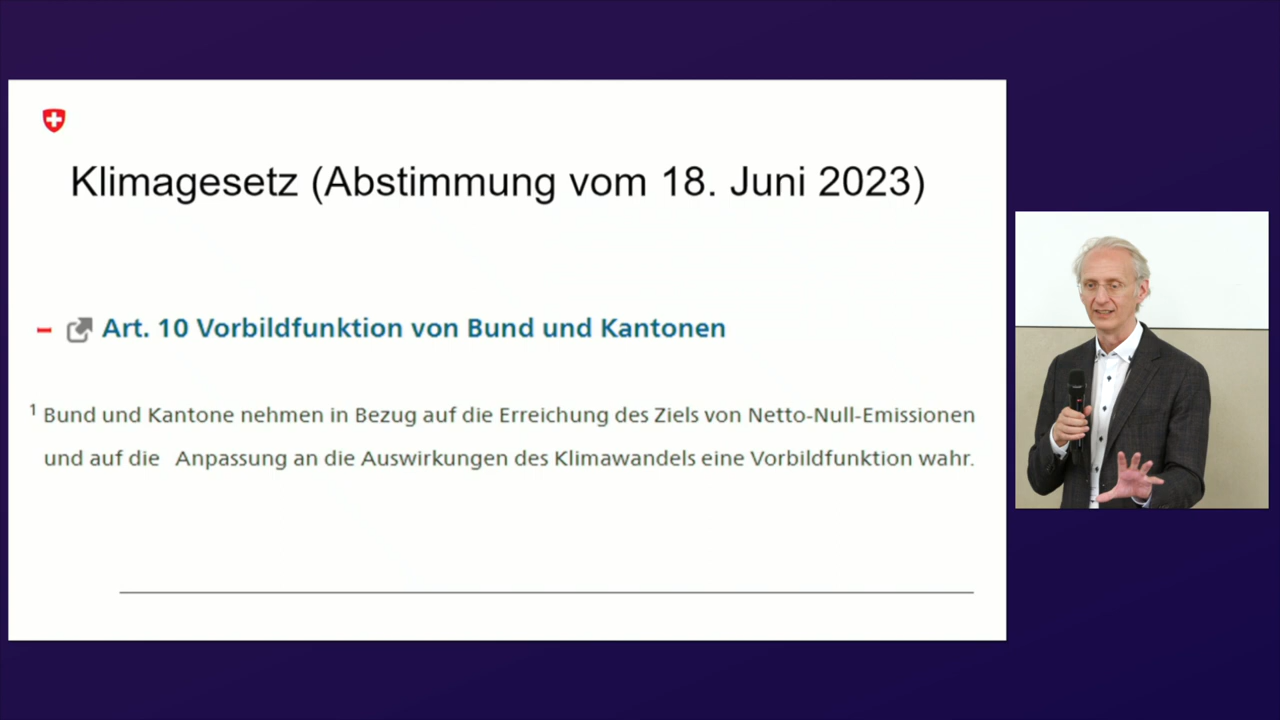 Klimagesetz (Abstimmung vom 18. Juni 2023)
Art. 10 Vorbildfunktion von Bund und Kantonen
¹ Bund und Kantone nehmen in Bezug auf die Erreichung des Ziels von Netto-Null-Emissionen
und auf die Anpassung an die Auswirkungen des Klimawandels eine Vorbildfunktion wahr.